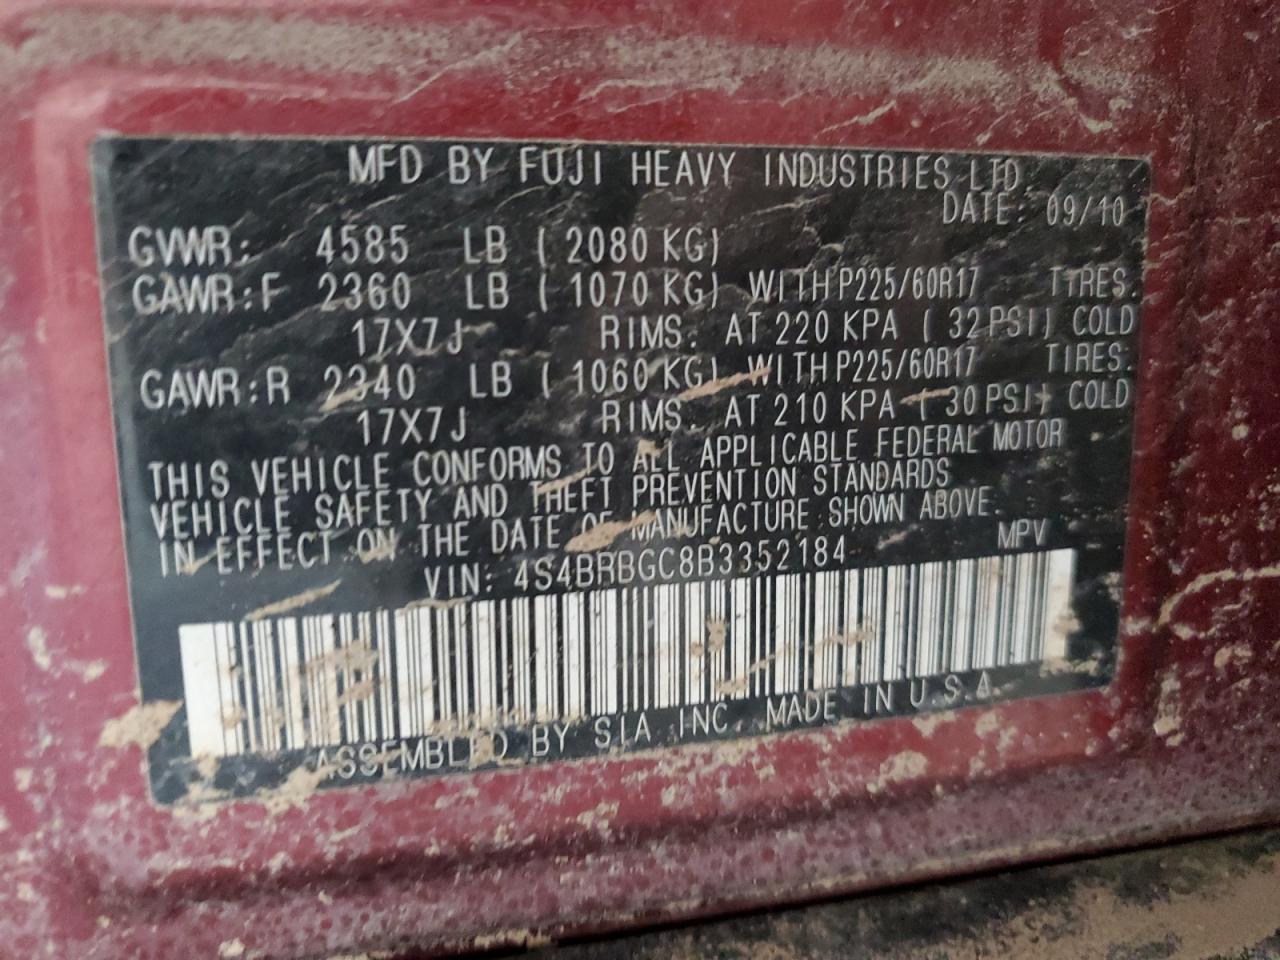 MFD BY FUJI HEAVY INDUSTRIES LTD.
DATE: 09/10
GVWR: 4585 LB ( 2080 KG)
GAWR:F 2360 LB ( 1070 KG) WITH P225/60R17 TIRES.
17X7J RIMS. AT 220 KPA ( 32 PSI) COLD
GAWR:R 2340 LB ( 1060 KG) WITH P225/60R17 TIRES.
17X7J RIMS. AT 210 KPA ( 30 PSI) COLD
THIS VEHICLE CONFORMS TO ALL APPLICABLE FEDERAL MOTOR
VEHICLE SAFETY AND THEFT PREVENTION STANDARDS
IN EFFECT ON THE DATE OF MANUFACTURE SHOWN ABOVE.
VIN: 4S4BRBGC8B3352184 MPV
ASSEMBLED BY SIA INC. MADE IN U.S.A.